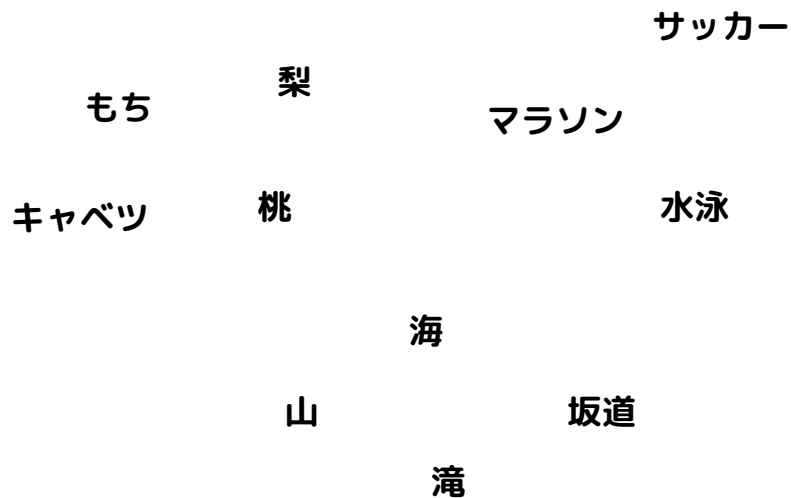 サッカー
梨
もち
マラソン
キャベツ
桃
水泳
海
山
坂道
滝